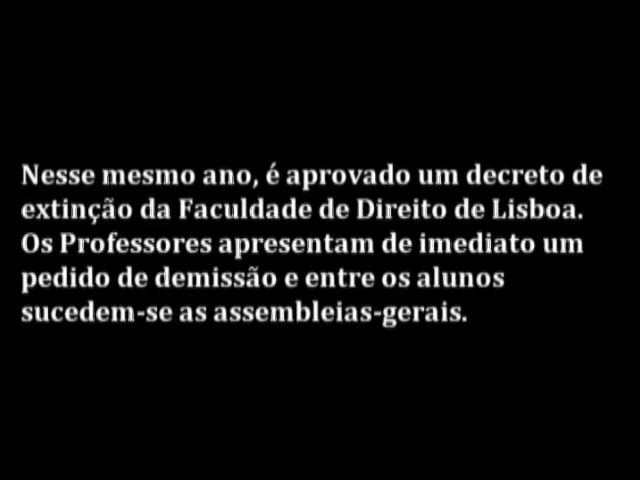 Nesse mesmo ano, é aprovado um decreto de
extinção da Faculdade de Direito de Lisboa.
Os Professores apresentam de imediato um
pedido de demissão e entre os alunos
sucedem-se as assembleias-gerais.